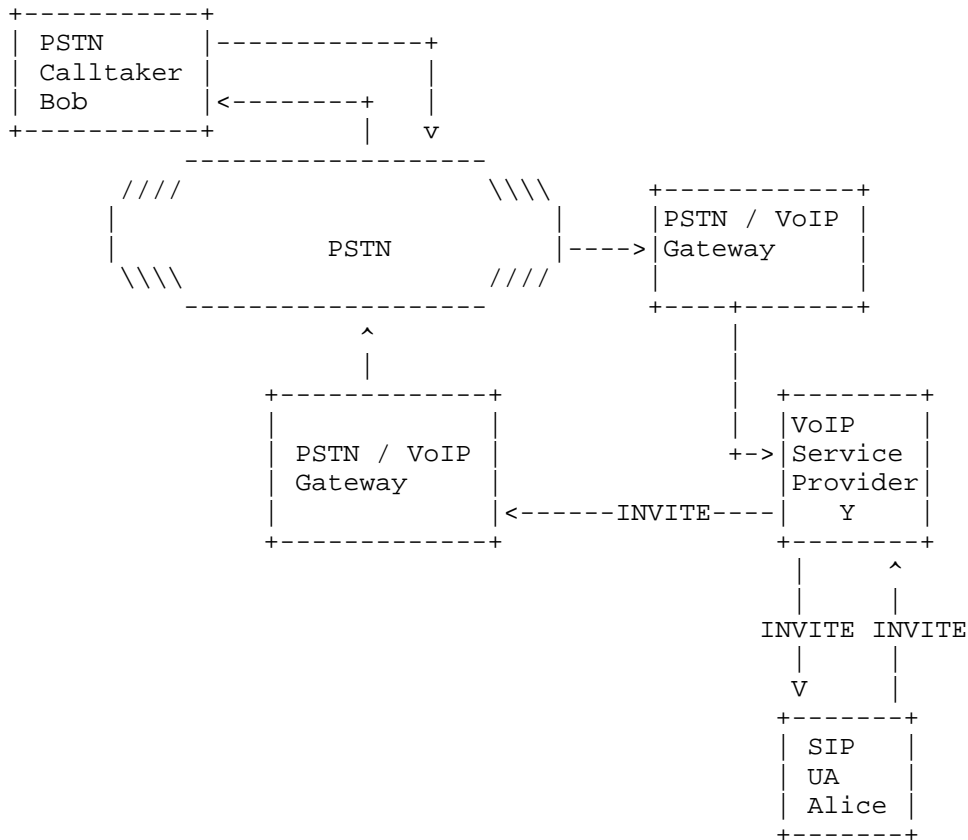 PSTN
Calltaker
Bob
PSTN / VoIP
Gateway
PSTN
VoIP
PSTN / VoIP
Service
Gateway
Provider
INVITE
Y
INVITE INVITE
SIP
UA
Alice